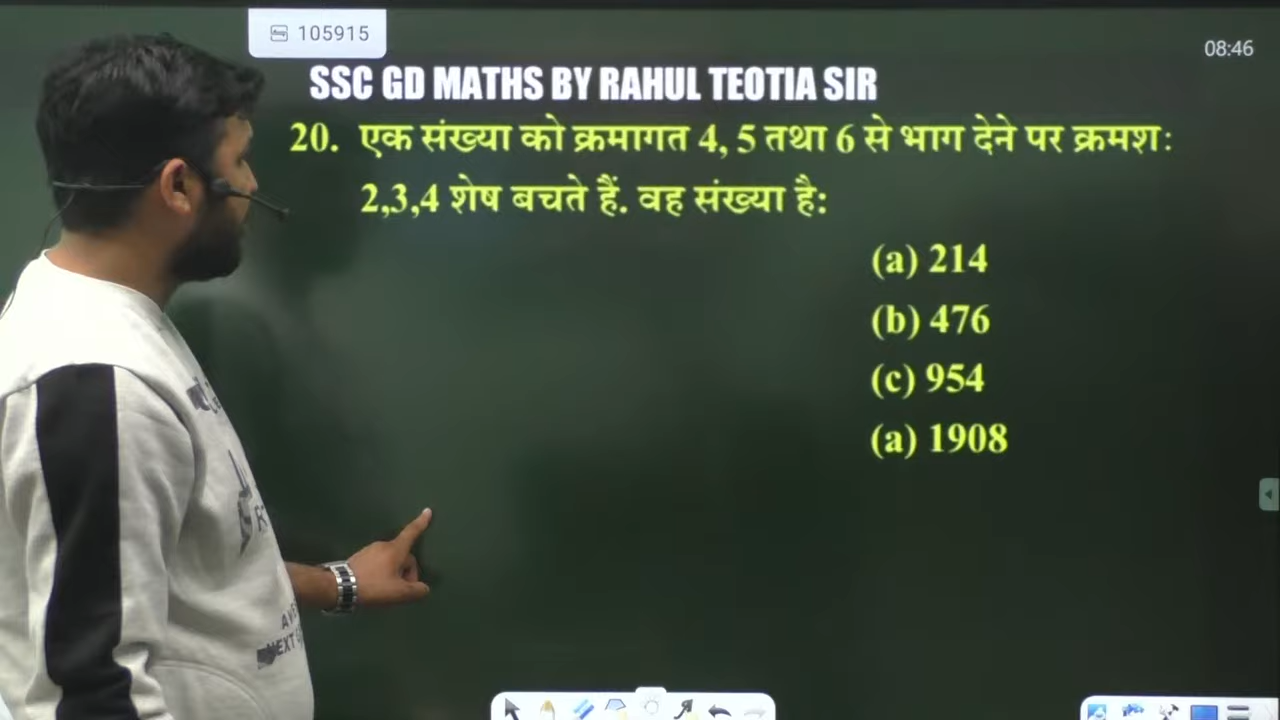 105915
08:46
SSC GD MATHS BY RAHUL TEOTIA SIR
20. एक संख्या को क्रमागत 4, 5 तथा 6 से भाग देने पर क्रमश:
2,3,4 शेष बचते हैं. वह संख्या है:
(a) 214
(b) 476
(c) 954
(a) 1908